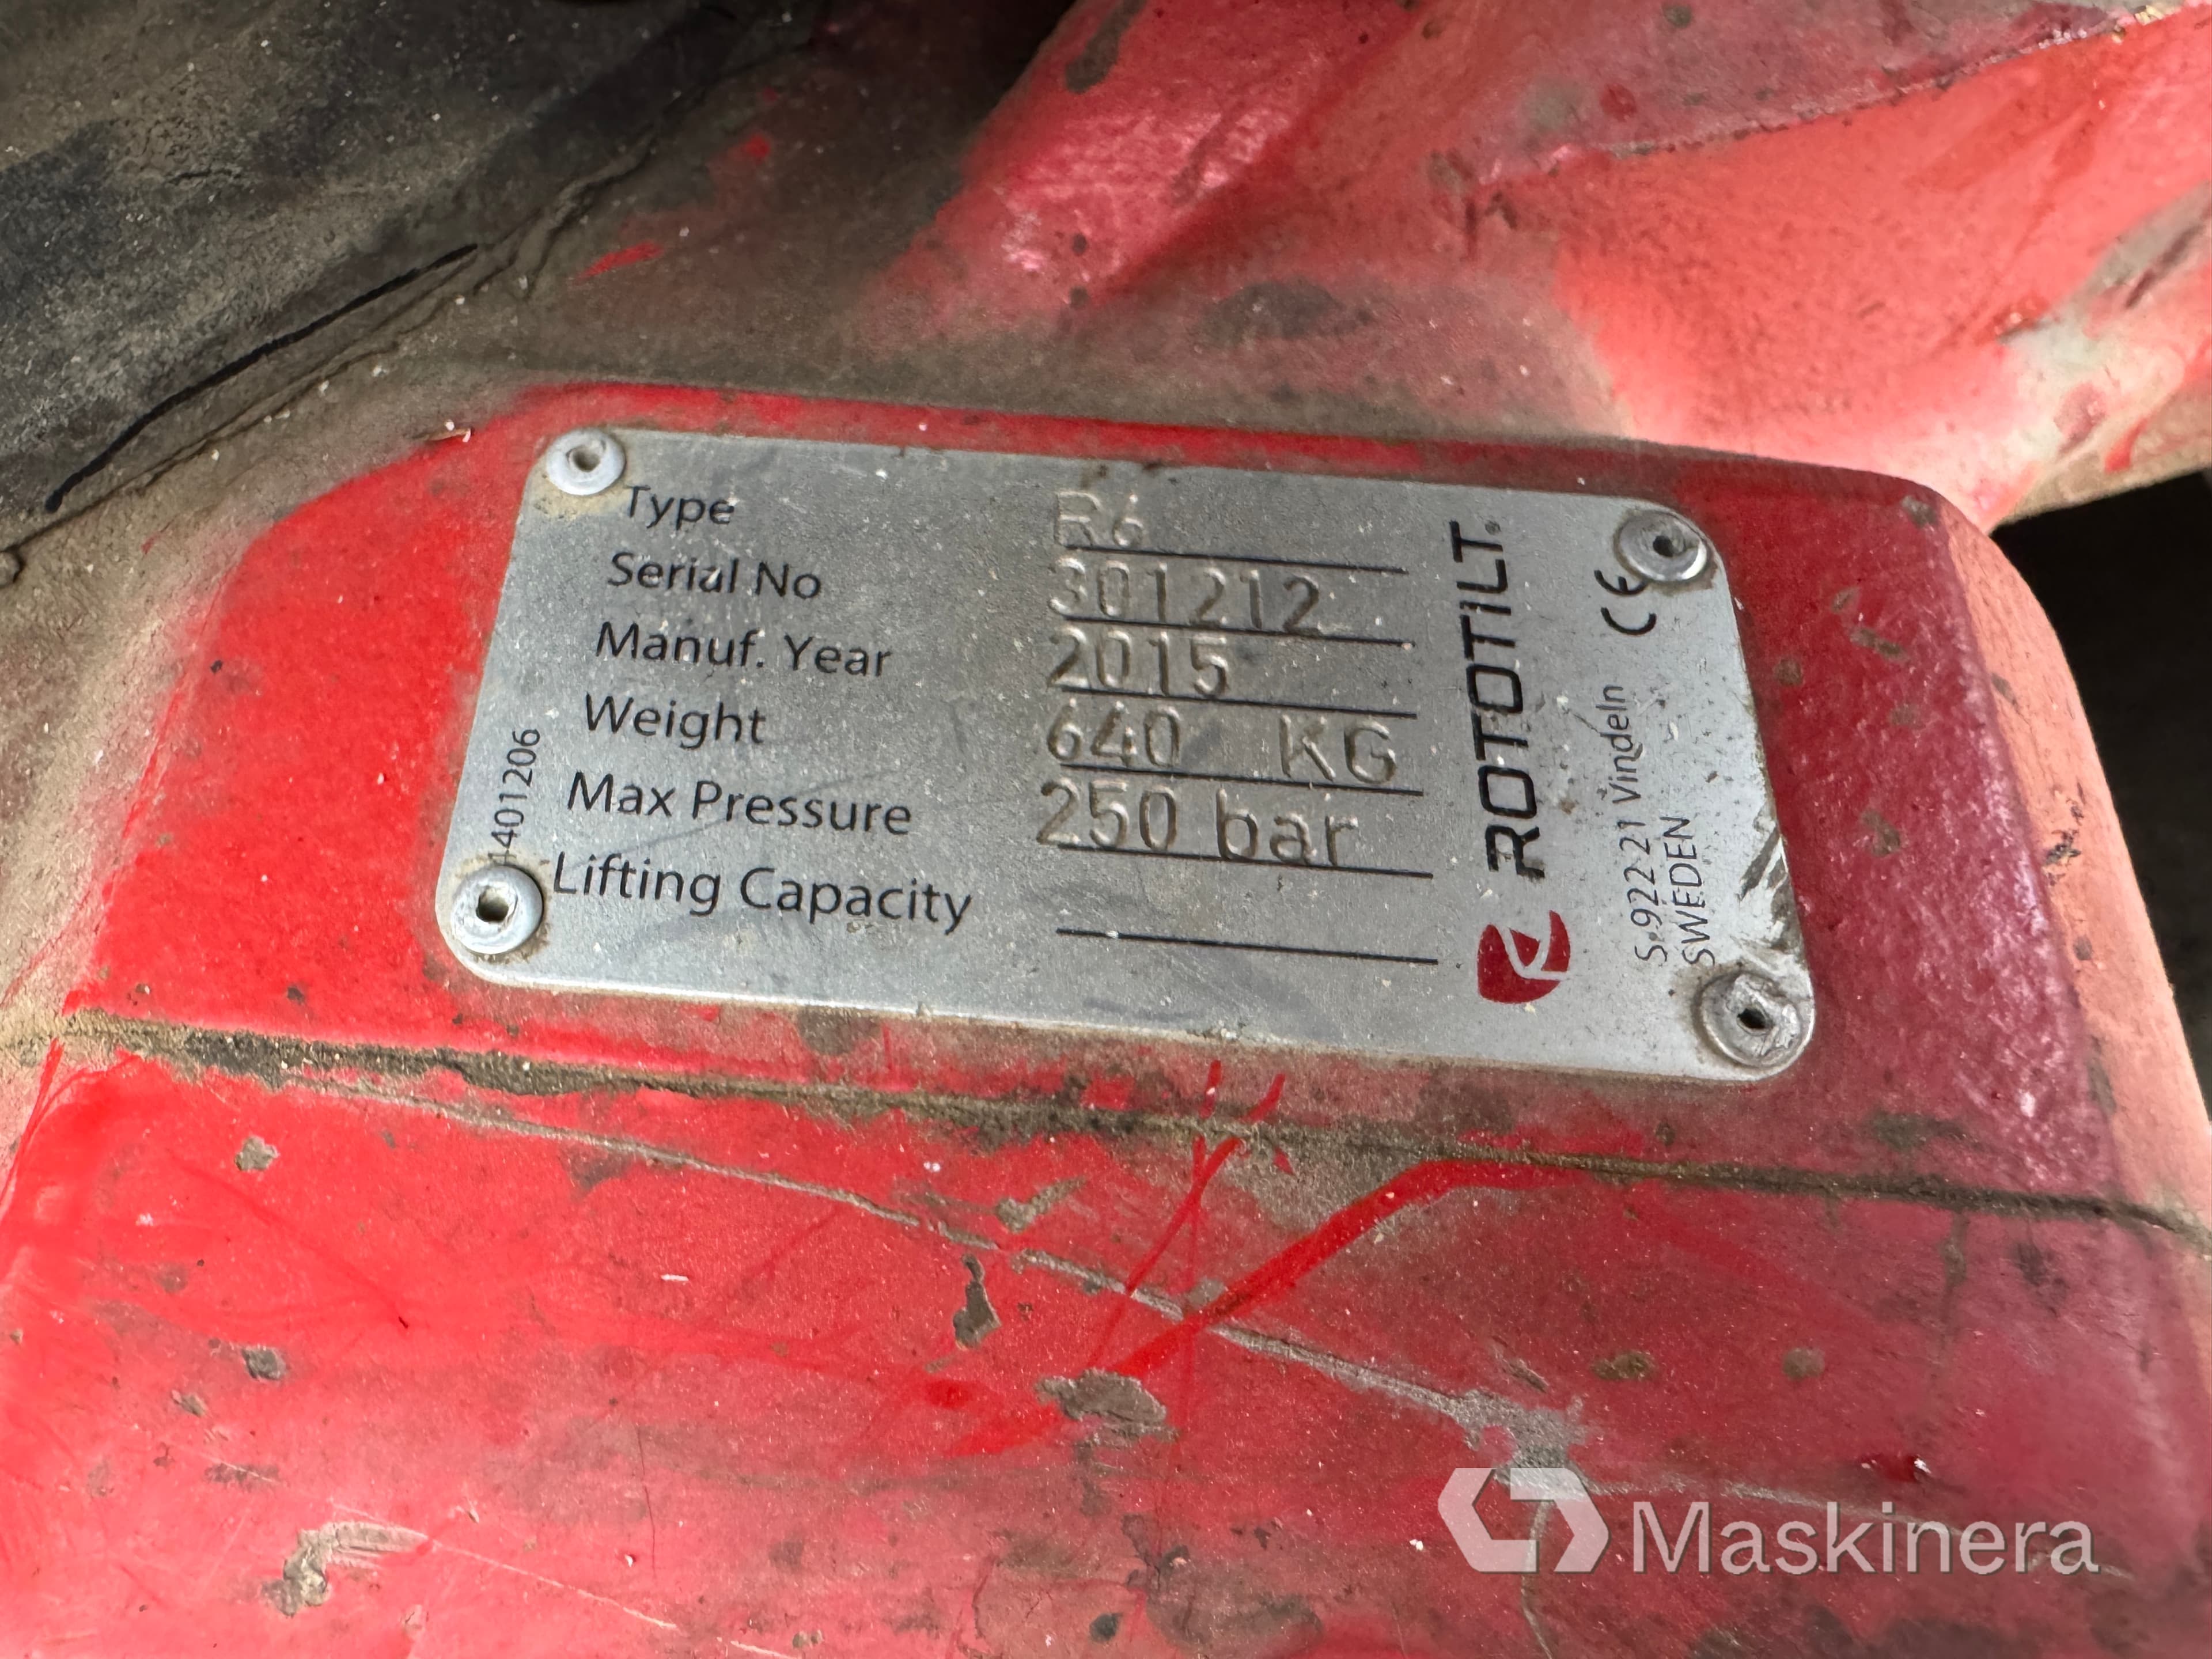 Type R6
Serial No 301212
Manuf. Year 2015
Weight 640 KG
Max Pressure 250 bar
Lifting Capacity
1401206
ROTOTILT.
S-922 21 Vindeln
SWEDEN
CE
Maskinera